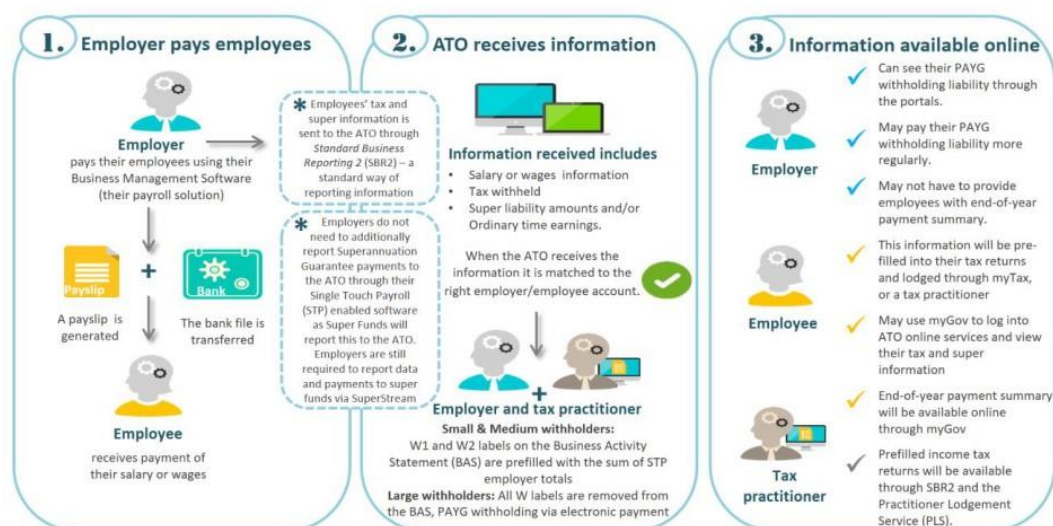 1. Employer pays employees
Employer
pays their employees using their
Business Management Software
(their payroll solution)
Payslip
+
Bank
A payslip is
generated
The bank file is
transferred
Employee
receives payment of
their salary or wages
* Employees' tax and
super information is
sent to the ATO through
Standard Business
Reporting 2 (SBR2) – a
standard way of
reporting information
* Employers do not
need to additionally
report Superannuation
Guarantee payments to
the ATO through their
Single Touch Payroll
(STP) enabled software
as Super Funds will
report this to the ATO.
Employers are still
required to report data
and payments to super
funds via SuperStream
2. ATO receives information
Information received includes
• Salary or wages information
• Tax withheld
• Super liability amounts and/or
Ordinary time earnings.
When the ATO receives the
information it is matched to the
right employer/employee account.
+
Employer and tax practitioner
Small & Medium withholders:
W1 and W2 labels on the Business Activity
Statement (BAS) are prefilled with the sum of STP
employer totals
Large withholders: All W labels are removed from
the BAS, PAYG withholding via electronic payment
3. Information available online
Employer
Can see their PAYG
withholding liability through
the portals.
May pay their PAYG
withholding liability more
regularly.
May not have to provide
employees with end-of-year
payment summary.
Employee
This information will be pre-
filled into their tax returns
and lodged through myTax,
or a tax practitioner
May use myGov to log into
ATO online services and view
their tax and super
information
End-of-year payment summary
will be available online
through myGov
Tax
practitioner
Prefilled income tax
returns will be available
through SBR2 and the
Practitioner Lodgement
Service (PLS).